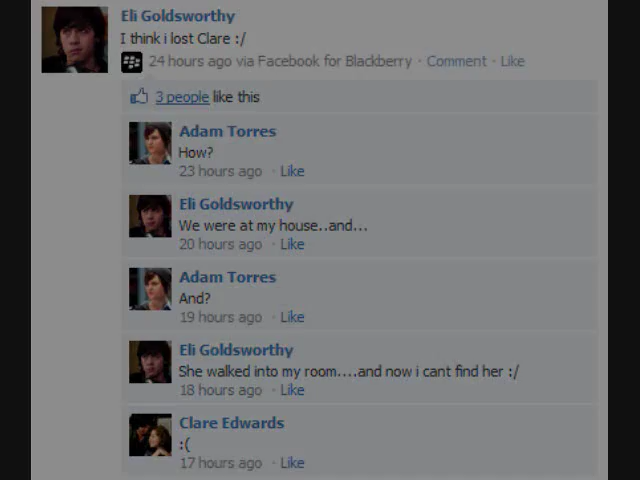 Eli Goldsworthy
I think i lost Clare :/
24 hours ago via Facebook for Blackberry · Comment · Like
3 people like this
Adam Torres
How?
23 hours ago · Like
Eli Goldsworthy
We were at my house..and...
20 hours ago · Like
Adam Torres
And?
19 hours ago · Like
Eli Goldsworthy
She walked into my room....and now i cant find her :/
18 hours ago · Like
Clare Edwards
:(
17 hours ago · Like